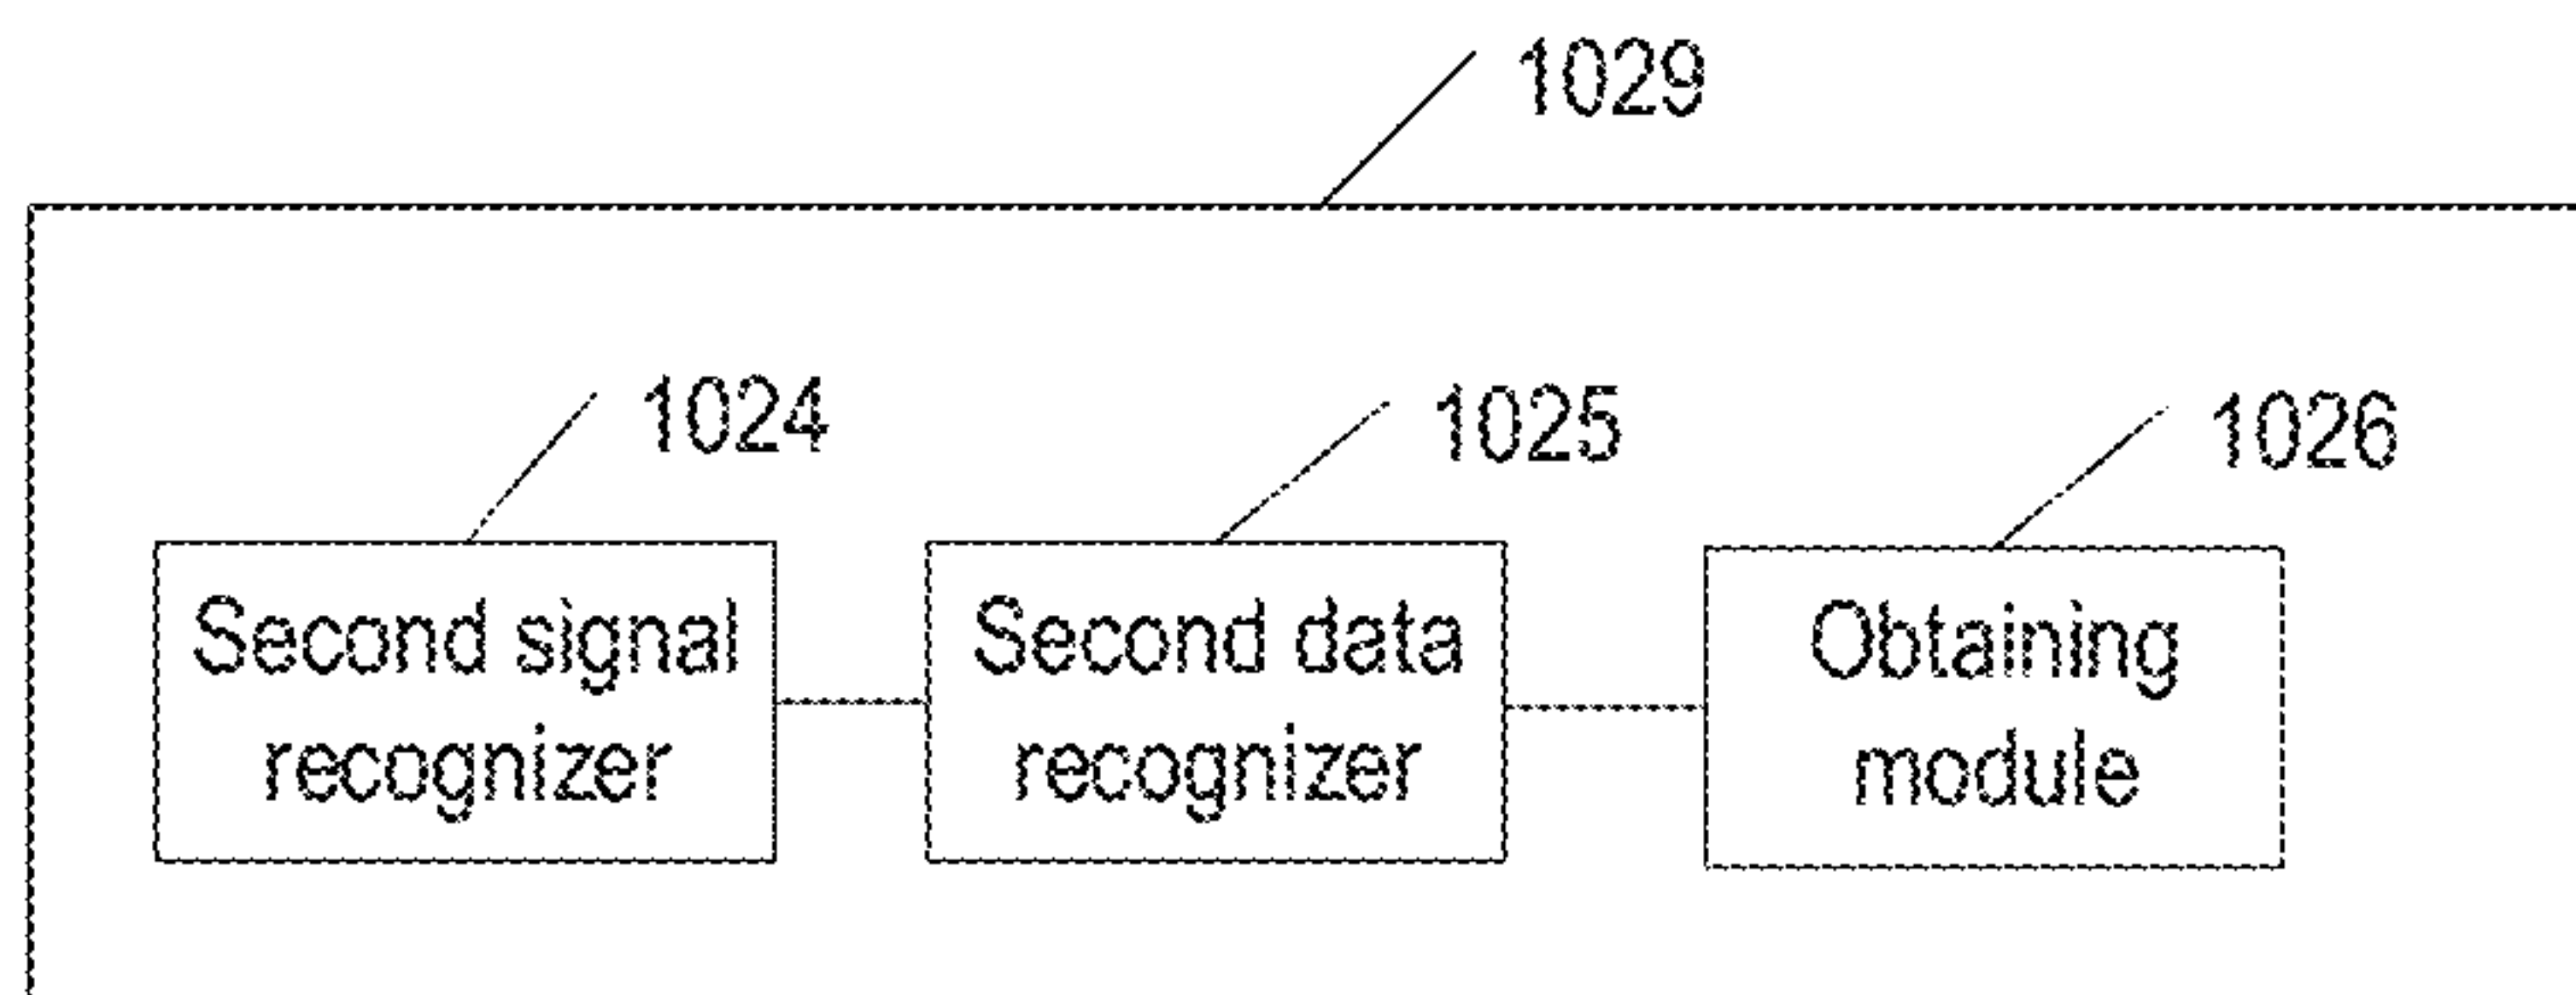 1029
1024
1025
1026
Second signal
recognizer
Second data
recognizer
Obtaining
module